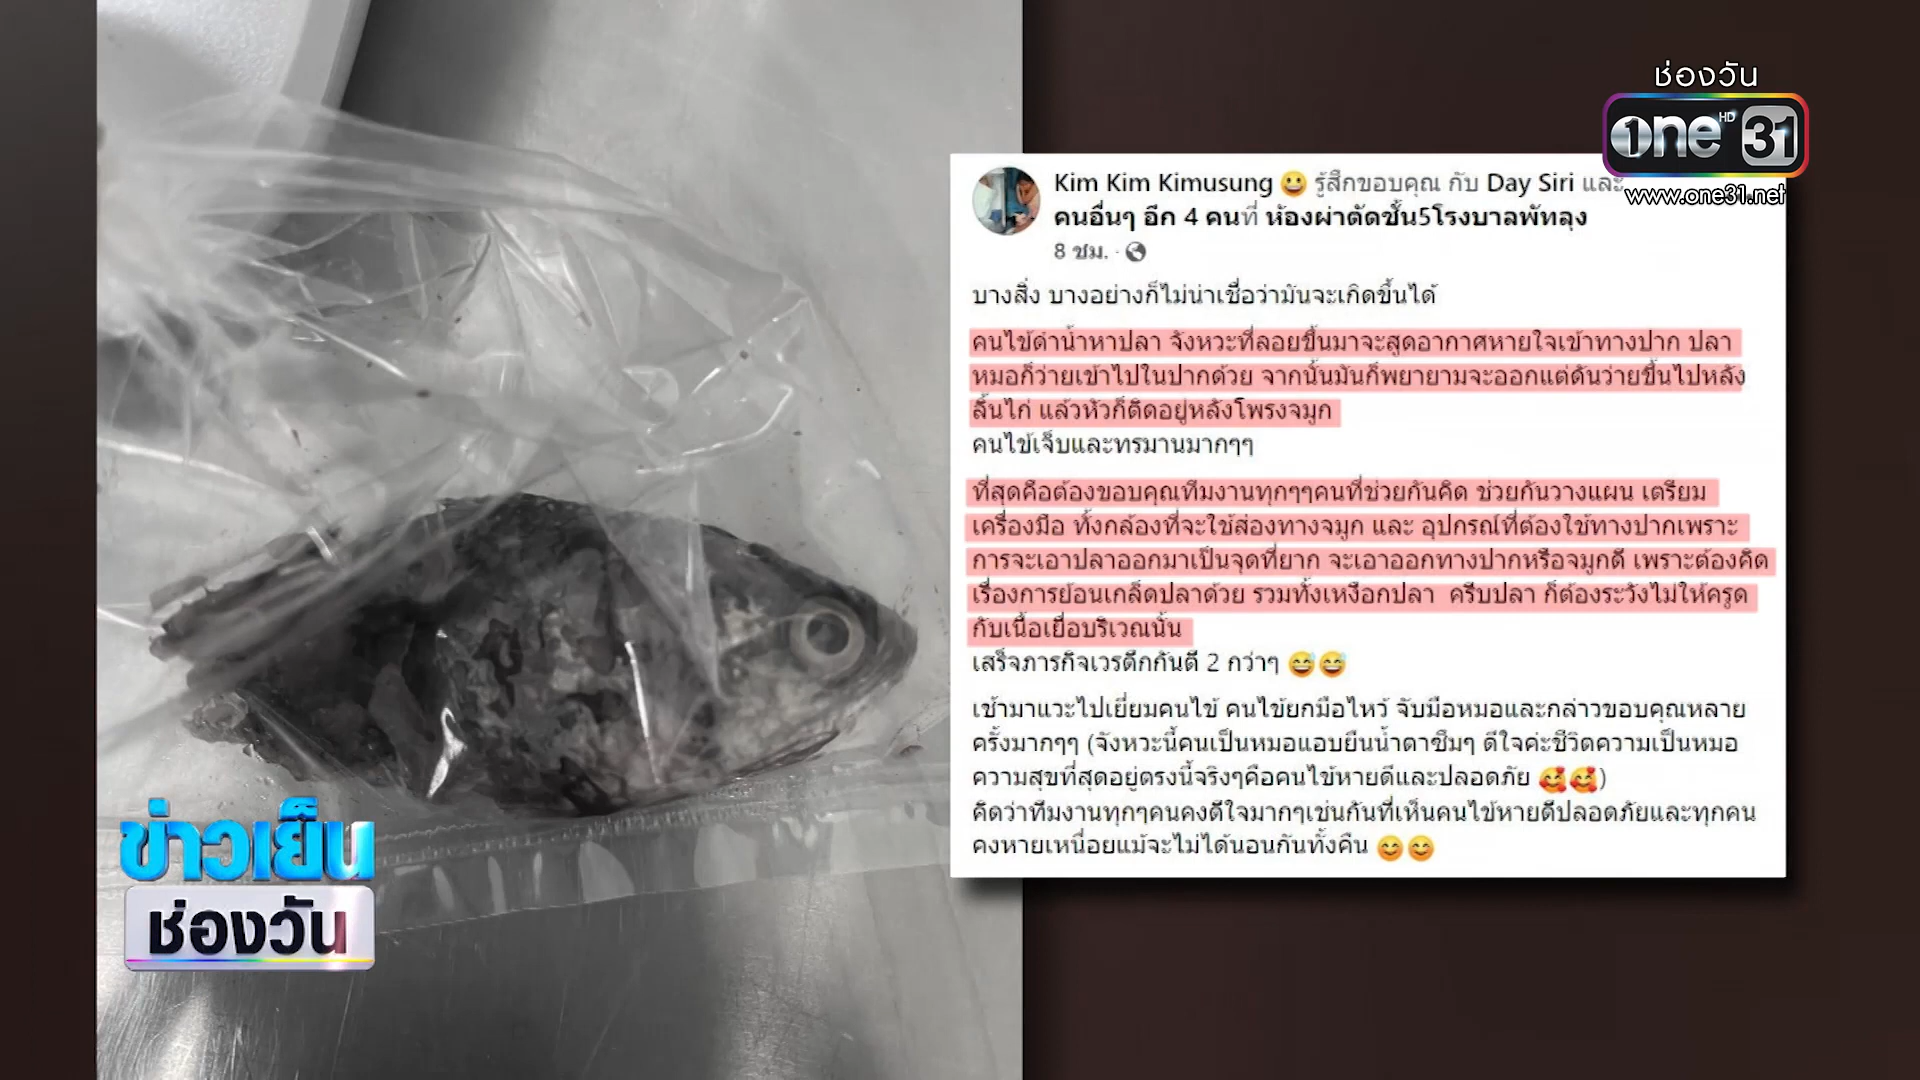 ช่องวัน
one HD 31
www.one31.net
Kim Kim Kimusung 😀 รู้สึกขอบคุณ กับ Day Siri และ
คนอื่นๆ อีก 4 คนที่ ห้องผ่าตัดชั้น5โรงบาลพัทลุง
8 ชม. ·
บางสิ่ง บางอย่างก็ไม่น่าเชื่อว่ามันจะเกิดขึ้นได้
คนไข้ดำน้ำหาปลา จังหวะที่ลอยขึ้นมาจะสูดอากาศหายใจเข้าทางปาก ปลา
หมอก็ว่ายเข้าไปในปากด้วย จากนั้นมันก็พยายามจะออกแต่ดันว่ายขึ้นไปหลัง
ลิ้นไก่ แล้วหัวก็ติดอยู่หลังโพรงจมูก
คนไข้เจ็บและทรมานมากๆๆ
ที่สุดคือต้องขอบคุณทีมงานทุกๆๆคนที่ช่วยกันคิด ช่วยกันวางแผน เตรียม
เครื่องมือ ทั้งกล้องที่จะใช้ส่องทางจมูก และ อุปกรณ์ที่ต้องใช้ทางปากเพราะ
การจะเอาปลาออกมาเป็นจุดที่ยาก จะเอาออกทางปากหรือจมูกดี เพราะต้องคิด
เรื่องการย้อนเกล็ดปลาด้วย รวมทั้งเหงือกปลา ครีบปลา ก็ต้องระวังไม่ให้ครูด
กับเนื้อเยื่อบริเวณนั้น
เสร็จภารกิจเวรดึกกันตี 2 กว่าๆ 😅😅
เช้ามาแวะไปเยี่ยมคนไข้ คนไข้ยกมือไหว้ จับมือหมอและกล่าวขอบคุณหลาย
ครั้งมากๆๆ (จังหวะนี้คนเป็นหมอแอบยืนน้ำตาซึมๆ ดีใจค่ะชีวิตความเป็นหมอ
ความสุขที่สุดอยู่ตรงนี้จริงๆคือคนไข้หายดีและปลอดภัย 🥰🥰)
คิดว่าทีมงานทุกๆคนคงดีใจมากๆเช่นกันที่เห็นคนไข้หายดีปลอดภัยและทุกคน
คงหายเหนื่อยแม้จะไม่ได้นอนกันทั้งคืน 😊😊
ข่าวเย็น
ช่องวัน